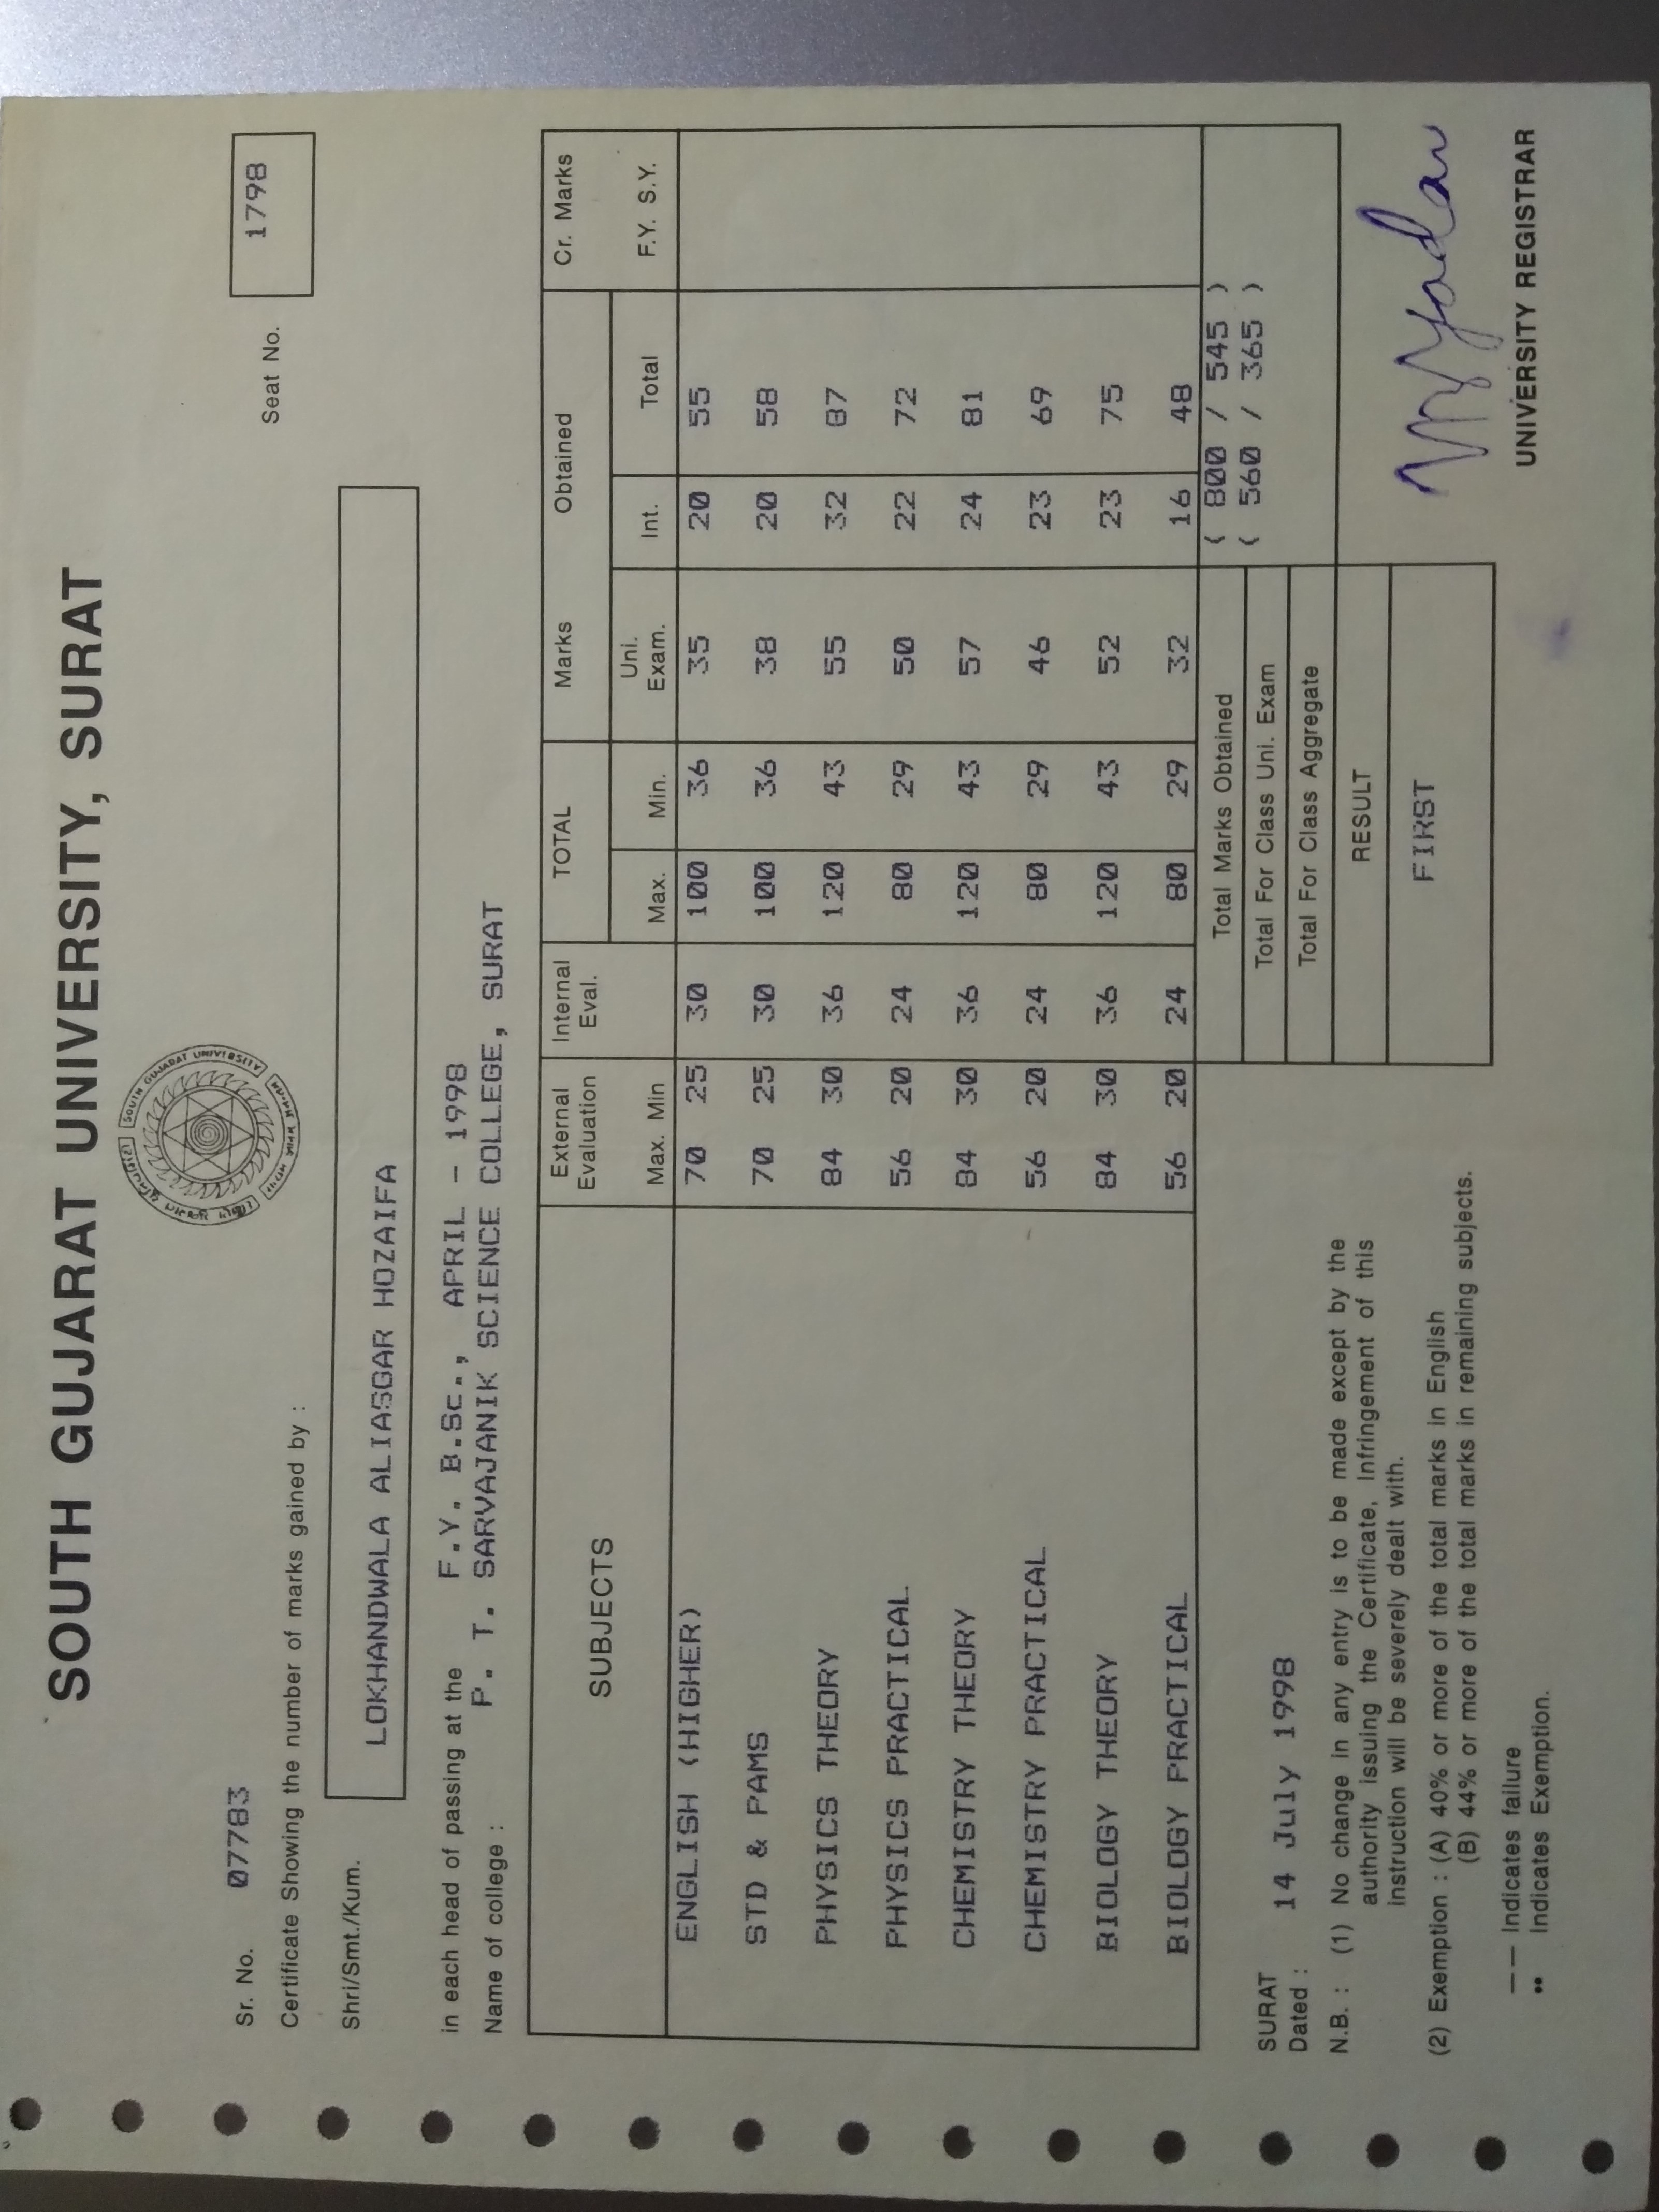 SOUTH GUJARAT UNIVERSITY, SURAT
SOUTH GUJARAT UNIVERSITY
Sr. No. 07783
Seat No. 1798
Certificate Showing the number of marks gained by :
Shri/Smt./Kum. LOKHANDWALA ALIASGAR HOZAIFA
in each head of passing at the F.Y. B.Sc., APRIL - 1998
Name of college : P. T. SARVAJANIK SCIENCE COLLEGE, SURAT
SUBJECTS External Evaluation Internal Eval. TOTAL Marks Obtained Cr. Marks
Max. Min Max. Min. Uni. Exam. Int. Total F.Y. S.Y.
ENGLISH (HIGHER) 70 25 30 100 36 35 20 55
STD & PAMS 70 25 30 100 36 38 20 58
PHYSICS THEORY 84 30 36 120 43 55 32 87
PHYSICS PRACTICAL 56 20 24 80 29 50 22 72
CHEMISTRY THEORY 84 30 36 120 43 57 24 81
CHEMISTRY PRACTICAL 56 20 24 80 29 46 23 69
BIOLOGY THEORY 84 30 36 120 43 52 23 75
BIOLOGY PRACTICAL 56 20 24 80 29 32 16 48
Total Marks Obtained ( 800 / 545 )
Total For Class Uni. Exam ( 560 / 365 )
Total For Class Aggregate
RESULT
FIRST
SURAT
Dated : 14 July 1998
N.B. : (1) No change in any entry is to be made except by the
authority issuing the Certificate, Infringement of this
instruction will be severely dealt with.
(2) Exemption : (A) 40% or more of the total marks in English
(B) 44% or more of the total marks in remaining subjects.
—— Indicates failure
•• Indicates Exemption.
UNIVERSITY REGISTRAR